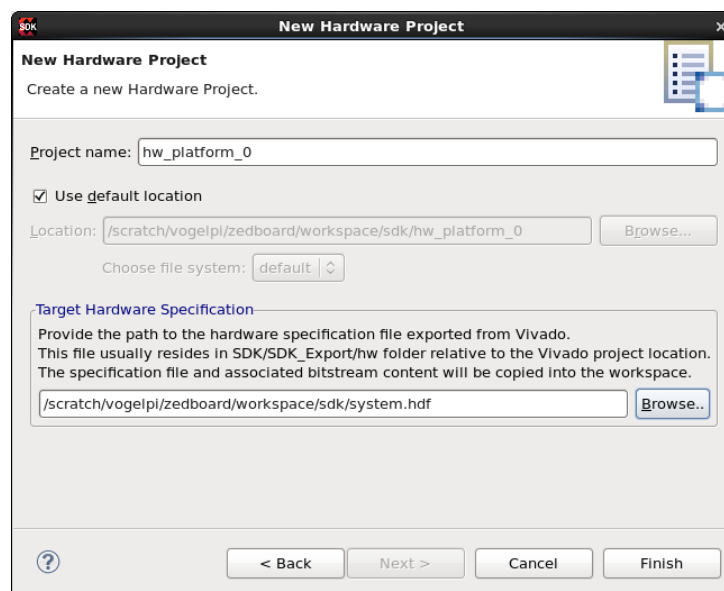 SDK
New Hardware Project
New Hardware Project
Create a new Hardware Project.
Project name: hw_platform_0
Use default location
Location: /scratch/vogelpi/zedboard/workspace/sdk/hw_platform_0 Browse...
Choose file system: default
Target Hardware Specification
Provide the path to the hardware specification file exported from Vivado.
This file usually resides in SDK/SDK_Export/hw folder relative to the Vivado project location.
The specification file and associated bitstream content will be copied into the workspace.
/scratch/vogelpi/zedboard/workspace/sdk/system.hdf Browse..
? < Back Next > Cancel Finish